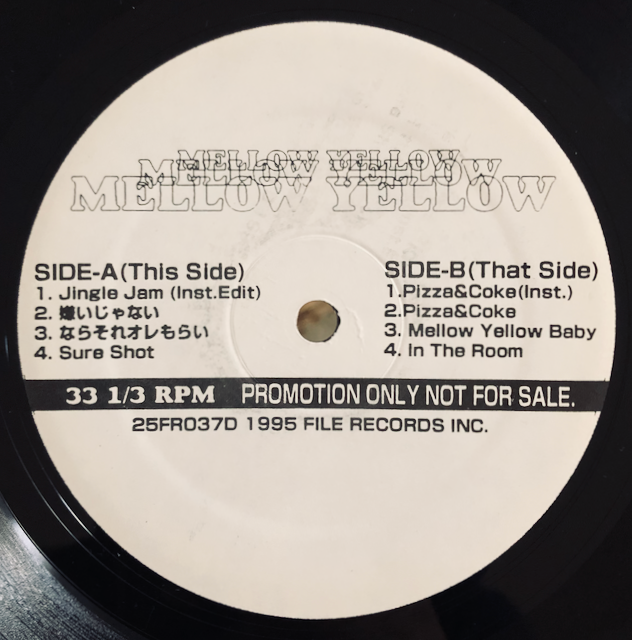 MELLOW YELLOW
MELLOW YELLOW
MELLOW YELLOW
SIDE-A(This Side)
1. Jingle Jam (Inst.Edit)
2. 嫌いじゃない
3. ならそれオレもらい
4. Sure Shot
SIDE-B(That Side)
1.Pizza&Coke(Inst.)
2.Pizza&Coke
3. Mellow Yellow Baby
4. In The Room
33 1/3 RPM PROMOTION ONLY NOT FOR SALE.
25FR037D 1995 FILE RECORDS INC.